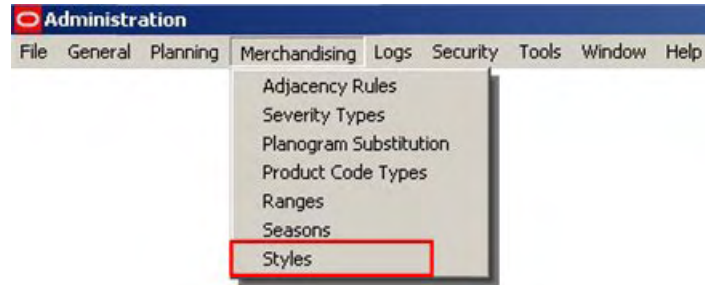 Administration
File General Planning Merchandising Logs Security Tools Window Help
Adjacency Rules
Severity Types
Planogram Substitution
Product Code Types
Ranges
Seasons
Styles